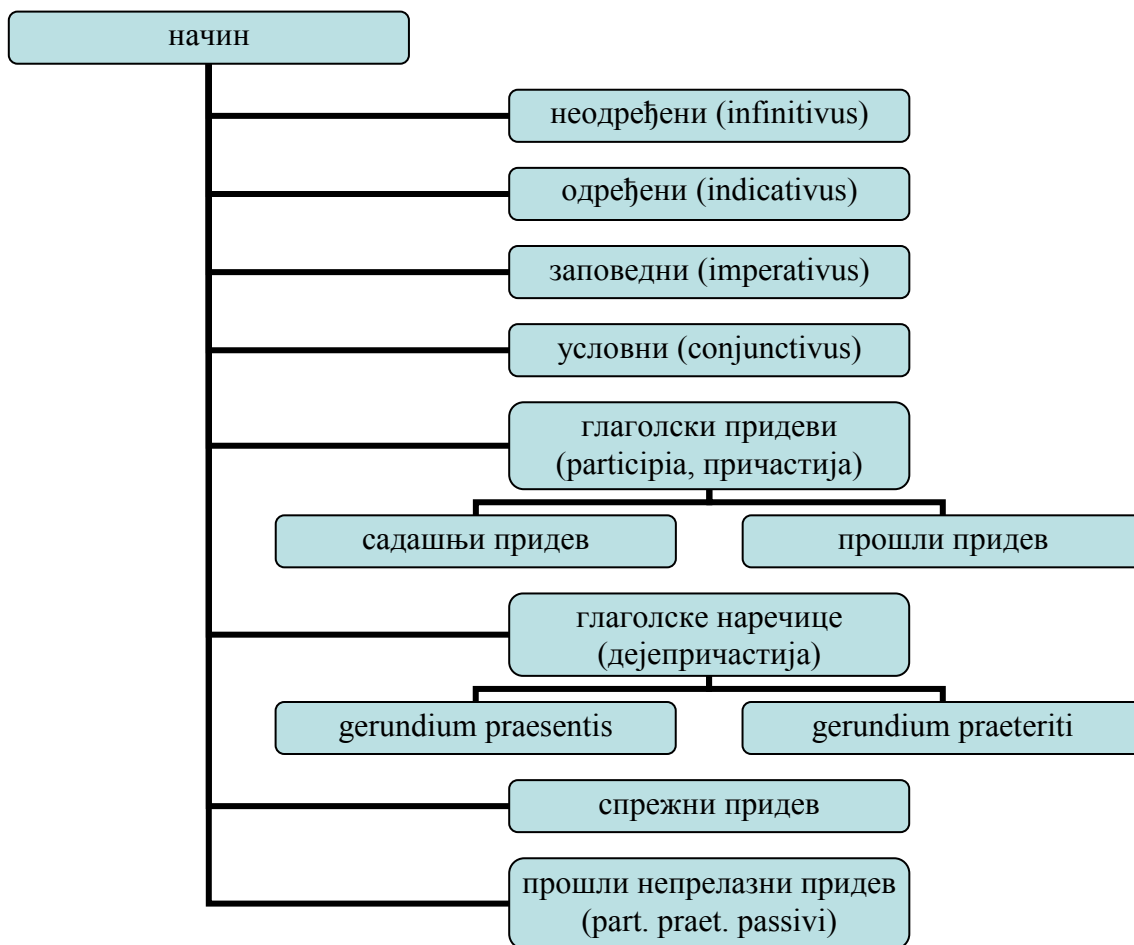 начин
неодређени (infinitivus)
одређени (indicativus)
заповедни (imperativus)
условни (conjunctivus)
глаголски придеви
(participia, причастија)
садашњи придев
прошли придев
глаголске наречице
(дејепричастија)
gerundium praesentis
gerundium praeteriti
спрежни придев
прошли непрелазни придев
(part. praet. passivi)